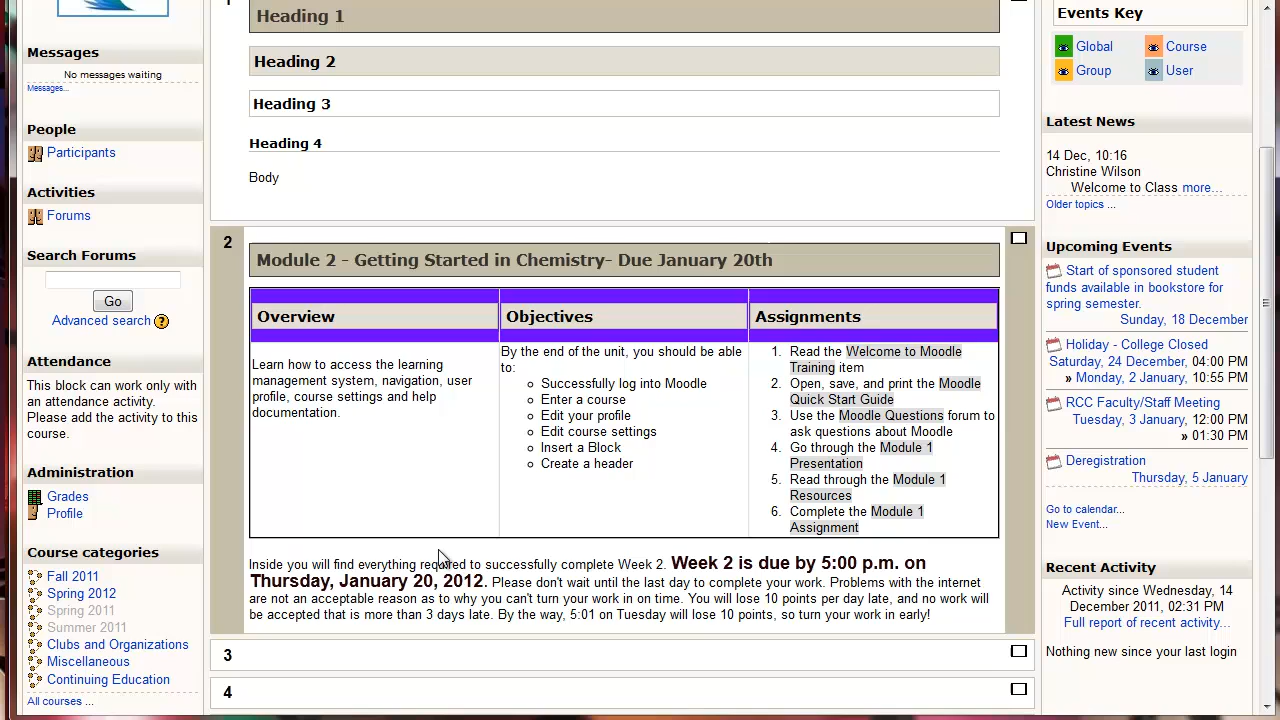 Messages
No messages waiting
Messages...
People
Participants
Activities
Forums
Search Forums
Go
Advanced search ?
Attendance
This block can work only with
an attendance activity.
Please add the activity to this
course.
Administration
Grades
Profile
Course categories
Fall 2011
Spring 2012
Spring 2011
Summer 2011
Clubs and Organizations
Miscellaneous
Continuing Education
All courses ...
Heading 1
Heading 2
Heading 3
Heading 4
Body
2
Module 2 - Getting Started in Chemistry- Due January 20th
Overview
Learn how to access the learning
management system, navigation, user
profile, course settings and help
documentation.
Objectives
By the end of the unit, you should be able
to:
Successfully log into Moodle
Enter a course
Edit your profile
Edit course settings
Insert a Block
Create a header
Assignments
1. Read the Welcome to Moodle
Training item
2. Open, save, and print the Moodle
Quick Start Guide
3. Use the Moodle Questions forum to
ask questions about Moodle
4. Go through the Module 1
Presentation
5. Read through the Module 1
Resources
6. Complete the Module 1
Assignment
Inside you will find everything required to successfully complete Week 2. Week 2 is due by 5:00 p.m. on
Thursday, January 20, 2012. Please don't wait until the last day to complete your work. Problems with the internet
are not an acceptable reason as to why you can't turn your work in on time. You will lose 10 points per day late, and no work will
be accepted that is more than 3 days late. By the way, 5:01 on Tuesday will lose 10 points, so turn your work in early!
3
4
Events Key
Global
Course
Group
User
Latest News
14 Dec, 10:16
Christine Wilson
Welcome to Class more...
Older topics ...
Upcoming Events
Start of sponsored student
funds available in bookstore for
spring semester.
Sunday, 18 December
Holiday - College Closed
Saturday, 24 December, 04:00 PM
» Monday, 2 January, 10:55 PM
RCC Faculty/Staff Meeting
Tuesday, 3 January, 12:00 PM
» 01:30 PM
Deregistration
Thursday, 5 January
Go to calendar...
New Event...
Recent Activity
Activity since Wednesday, 14
December 2011, 02:31 PM
Full report of recent activity...
Nothing new since your last login